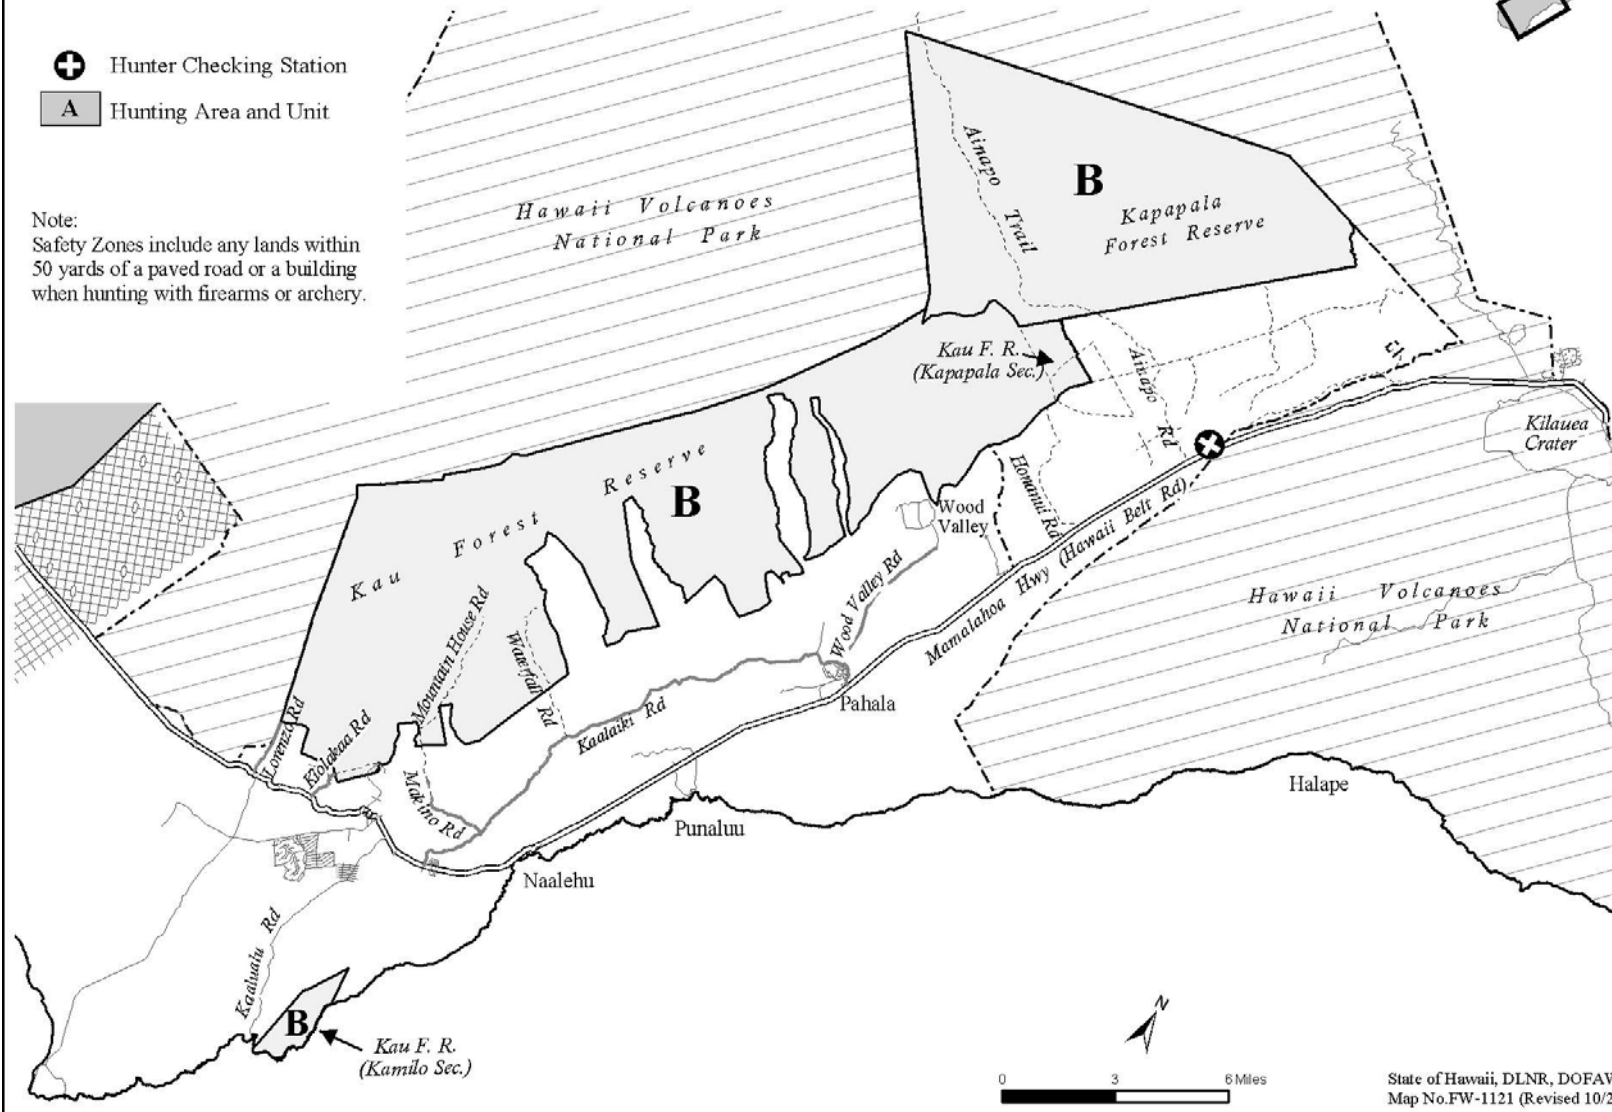 Hunter Checking Station
A Hunting Area and Unit
Note:
Safety Zones include any lands within
50 yards of a paved road or a building
when hunting with firearms or archery.
Hawaii Volcanoes
National Park
Ainapo
Trail
B
Kapapala
Forest Reserve
Kau F. R.
(Kapapala Sec.)
Ainapo
Rd
Kilauea
Crater
Kau Forest Reserve
B
Wood
Valley
Honanui Rd
Mamalahoa Hwy (Hawaii Belt Rd)
Wood Valley Rd
Hawaii Volcanoes
National Park
Mountain House Rd
Waterfall
Rd
Lorenzo Rd
Kiolakaa Rd
Kaalaiki Rd
Pahala
Makino Rd
Halape
Punaluu
Naalehu
Kaalualu Rd
B
Kau F. R.
(Kamilo Sec.)
N
0 3 6 Miles
State of Hawaii, DLNR, DOFAW
Map No.FW-1121 (Revised 10/2